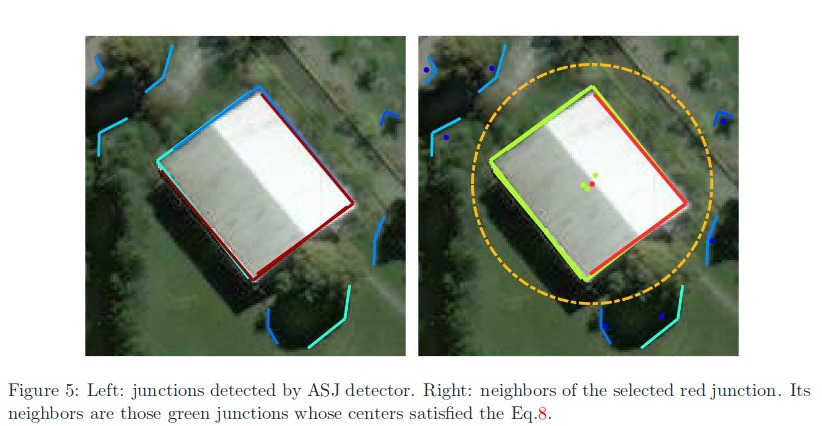 Figure 5: Left: junctions detected by ASJ detector. Right: neighbors of the selected red junction. Its
neighbors are those green junctions whose centers satisfied the Eq.8.